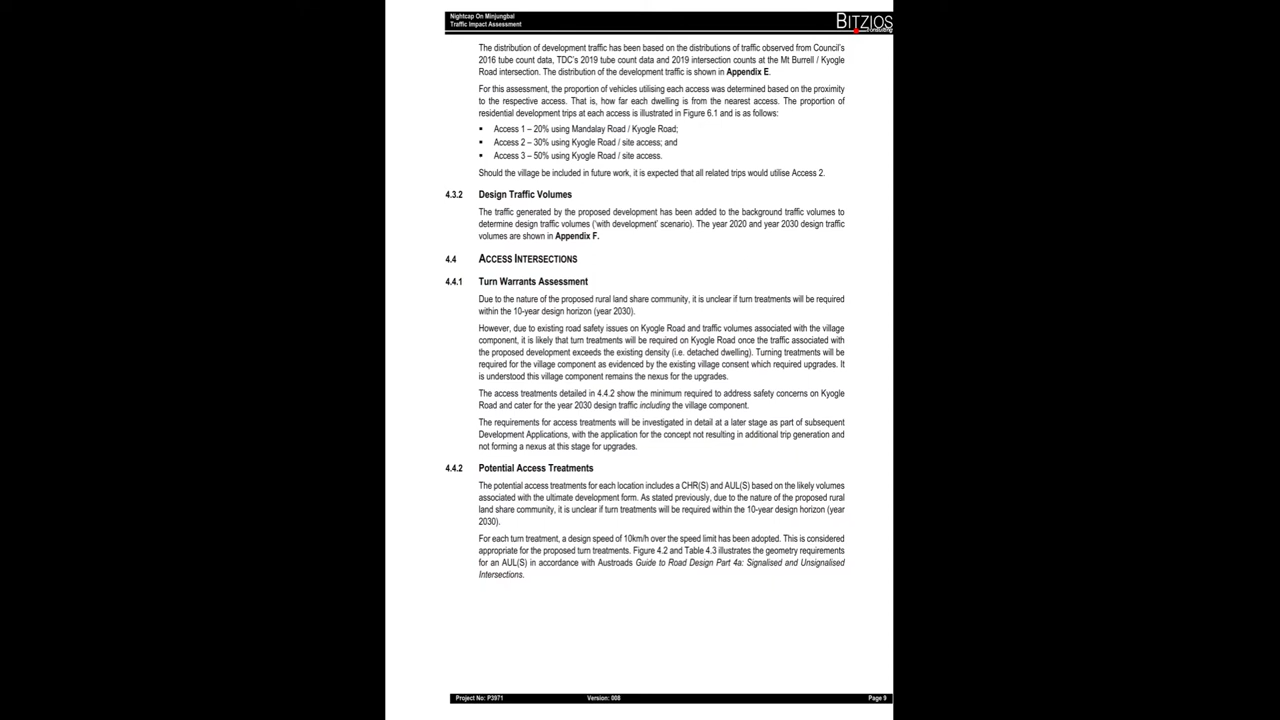 Nightcap On Minjungbal
Traffic Impact Assessment
BITZIOS
consulting
The distribution of development traffic has been based on the distributions of traffic observed from Council's
2016 tube count data, TDC's 2019 tube count data and 2019 intersection counts at the Mt Burrell / Kyogle
Road intersection. The distribution of the development traffic is shown in Appendix E.
For this assessment, the proportion of vehicles utilising each access was determined based on the proximity
to the respective access. That is, how far each dwelling is from the nearest access. The proportion of
residential development trips at each access is illustrated in Figure 6.1 and is as follows:
▪ Access 1 – 20% using Mandalay Road / Kyogle Road;
▪ Access 2 – 30% using Kyogle Road / site access; and
▪ Access 3 – 50% using Kyogle Road / site access.
Should the village be included in future work, it is expected that all related trips would utilise Access 2.
4.3.2 Design Traffic Volumes
The traffic generated by the proposed development has been added to the background traffic volumes to
determine design traffic volumes ('with development' scenario). The year 2020 and year 2030 design traffic
volumes are shown in Appendix F.
4.4 ACCESS INTERSECTIONS
4.4.1 Turn Warrants Assessment
Due to the nature of the proposed rural land share community, it is unclear if turn treatments will be required
within the 10-year design horizon (year 2030).
However, due to existing road safety issues on Kyogle Road and traffic volumes associated with the village
component, it is likely that turn treatments will be required on Kyogle Road once the traffic associated with
the proposed development exceeds the existing density (i.e. detached dwelling). Turning treatments will be
required for the village component as evidenced by the existing village consent which required upgrades. It
is understood this village component remains the nexus for the upgrades.
The access treatments detailed in 4.4.2 show the minimum required to address safety concerns on Kyogle
Road and cater for the year 2030 design traffic including the village component.
The requirements for access treatments will be investigated in detail at a later stage as part of subsequent
Development Applications, with the application for the concept not resulting in additional trip generation and
not forming a nexus at this stage for upgrades.
4.4.2 Potential Access Treatments
The potential access treatments for each location includes a CHR(S) and AUL(S) based on the likely volumes
associated with the ultimate development form. As stated previously, due to the nature of the proposed rural
land share community, it is unclear if turn treatments will be required within the 10-year design horizon (year
2030).
For each turn treatment, a design speed of 10km/h over the speed limit has been adopted. This is considered
appropriate for the proposed turn treatments. Figure 4.2 and Table 4.3 illustrates the geometry requirements
for an AUL(S) in accordance with Austroads Guide to Road Design Part 4a: Signalised and Unsignalised
Intersections.
Project No: P3971 Version: 008 Page 9